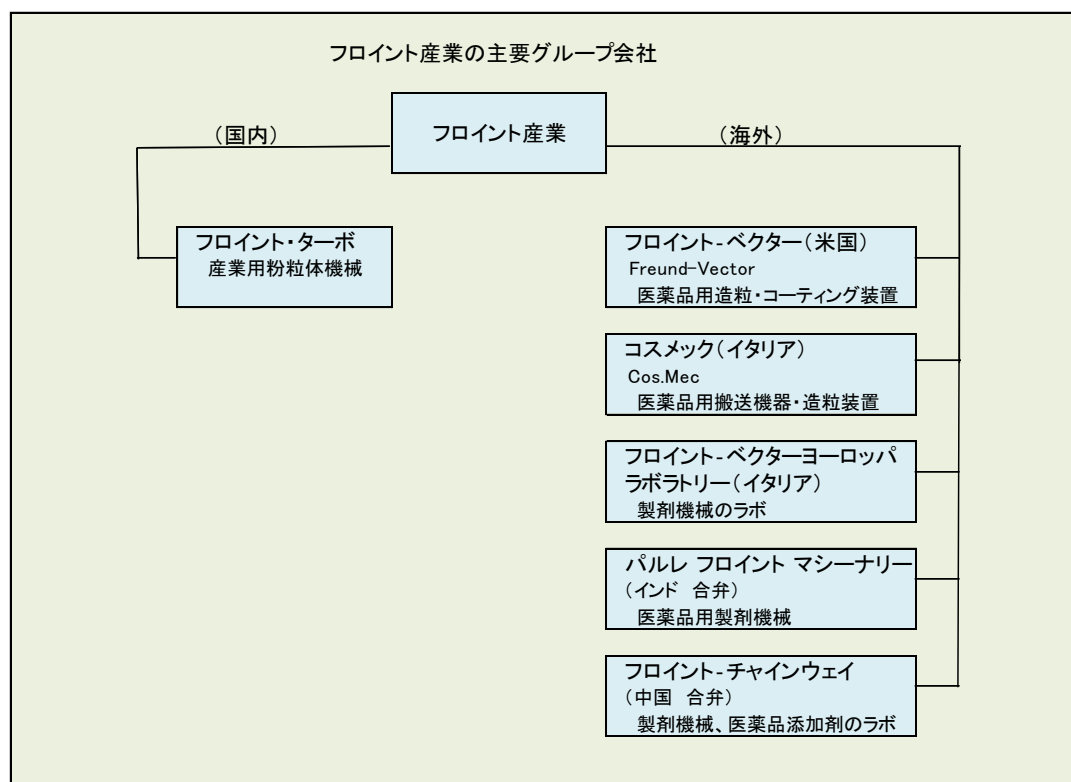 フロイント産業の主要グループ会社
フロイント産業
（国内）
（海外）
フロイント・ターボ
産業用粉粒体機械
フロイント-ベクター（米国）
Freund-Vector
医薬品用造粒・コーティング装置
コスメック（イタリア）
Cos.Mec
医薬品用搬送機器・造粒装置
フロイント-ベクターヨーロッパ
ラボラトリー（イタリア）
製剤機械のラボ
パルレ フロイント マシーナリー
（インド　合弁）
医薬品用製剤機械
フロイント-チャインウェイ
（中国　合弁）
製剤機械、医薬品添加剤のラボ